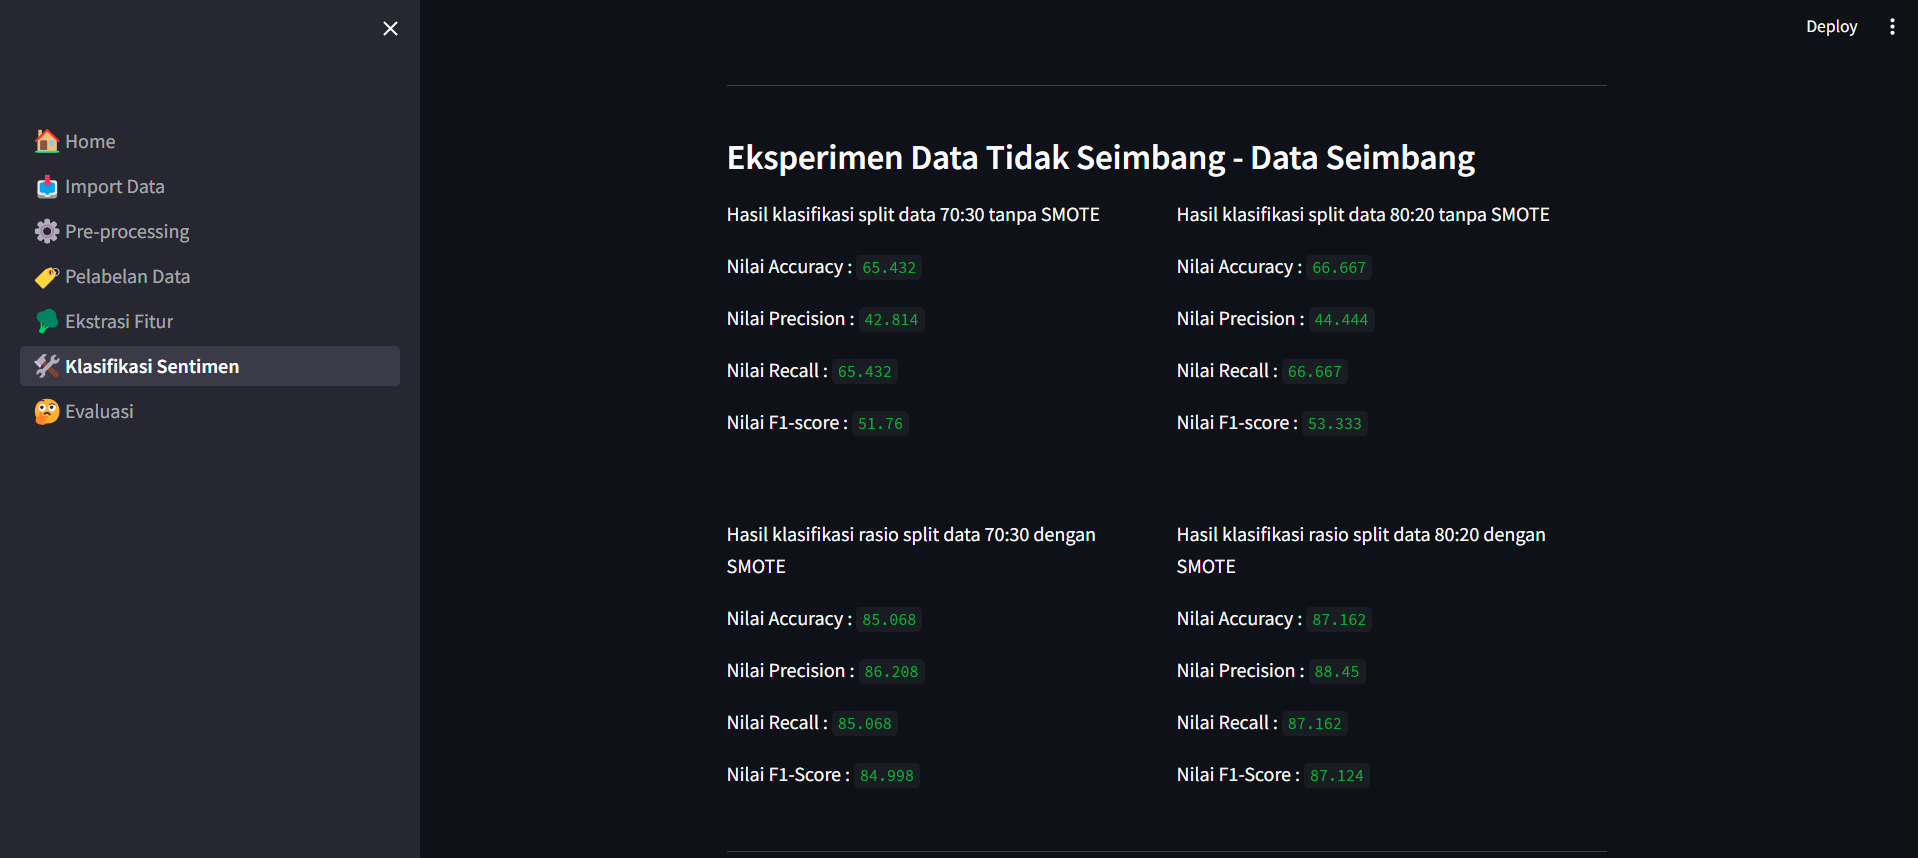 Deploy
Home
Import Data
Pre-processing
Pelabelan Data
Ekstrasi Fitur
Klasifikasi Sentimen
Evaluasi
Eksperimen Data Tidak Seimbang - Data Seimbang
Hasil klasifikasi split data 70:30 tanpa SMOTE
Nilai Accuracy : 65.432
Nilai Precision : 42.814
Nilai Recall : 65.432
Nilai F1-score : 51.76
Hasil klasifikasi split data 80:20 tanpa SMOTE
Nilai Accuracy : 66.667
Nilai Precision : 44.444
Nilai Recall : 66.667
Nilai F1-score : 53.333
Hasil klasifikasi rasio split data 70:30 dengan
SMOTE
Nilai Accuracy : 85.068
Nilai Precision : 86.208
Nilai Recall : 85.068
Nilai F1-Score : 84.998
Hasil klasifikasi rasio split data 80:20 dengan
SMOTE
Nilai Accuracy : 87.162
Nilai Precision : 88.45
Nilai Recall : 87.162
Nilai F1-Score : 87.124